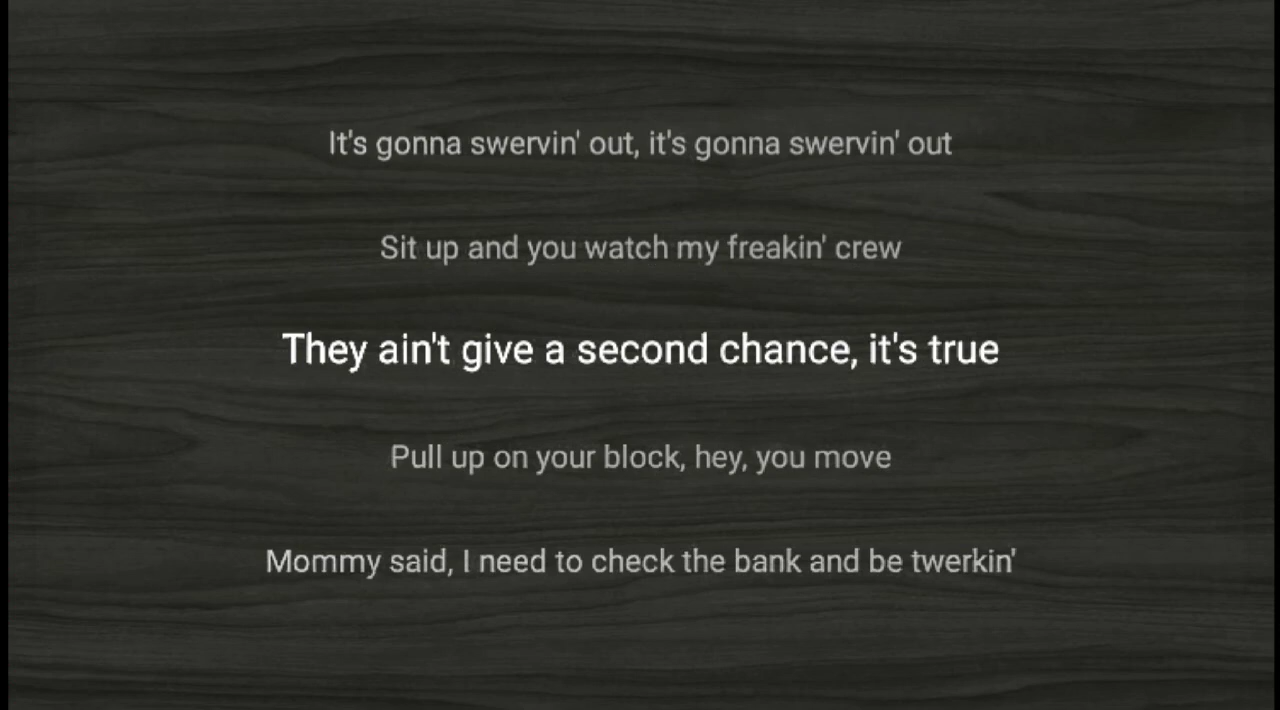 It's gonna swervin' out, it's gonna swervin' out
Sit up and you watch my freakin' crew
They ain't give a second chance, it's true
Pull up on your block, hey, you move
Mommy said, I need to check the bank and be twerkin'